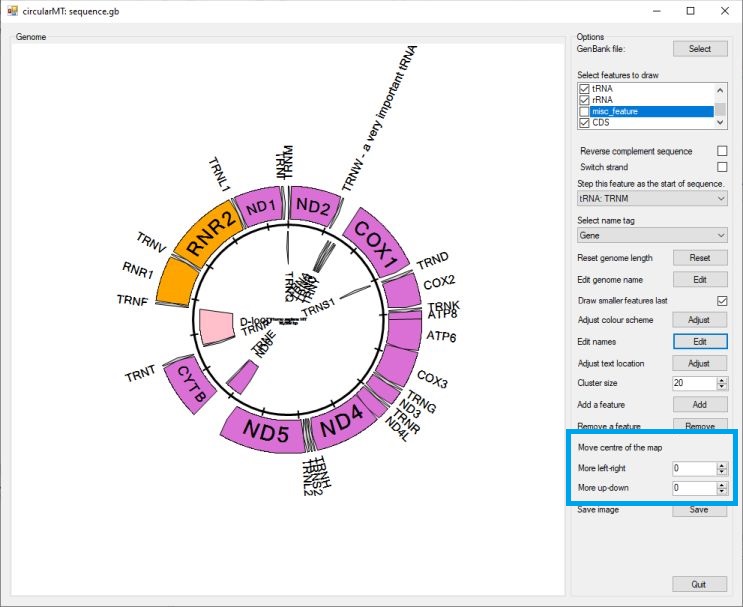 circularMT: sequence.gb
Genome
TRNW - a very important tRNA
TRNM
TRNL1
ND1
ND2
RNR2
COX1
TRNV
TRND
RNR1
COX2
TRNS1
TRNF
TRNK
ATP8
D-loop
TRNP
ATP6
TRNE
ND6
TRNT
CYTB
COX3
TRNG
ND3
TRNR
ND4L
ND5
ND4
TRNH
TRNS2
TRNL2
Options
GenBank file:
Select
Select features to draw
tRNA
rRNA
misc_feature
CDS
Reverse complement sequence
Switch strand
Step this feature as the start of sequence.
tRNA: TRNM
Select name tag
Gene
Reset genome length
Reset
Edit genome name
Edit
Draw smaller features last
Adjust colour scheme
Adjust
Edit names
Edit
Adjust text location
Adjust
Cluster size
20
Add a feature
Add
Remove a feature
Remove
Move centre of the map
More left-right
0
More up-down
0
Save image
Save
Quit